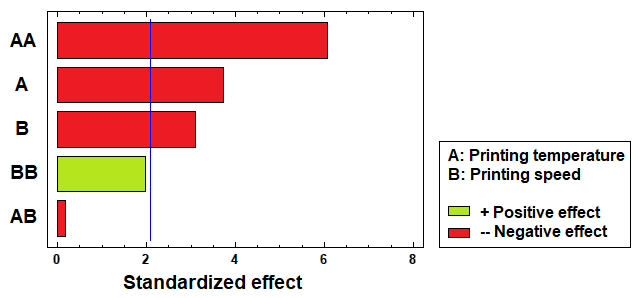 AA
A
B
BB
AB
0 2 4 6 8
Standardized effect
A: Printing temperature
B: Printing speed
+ Positive effect
-- Negative effect